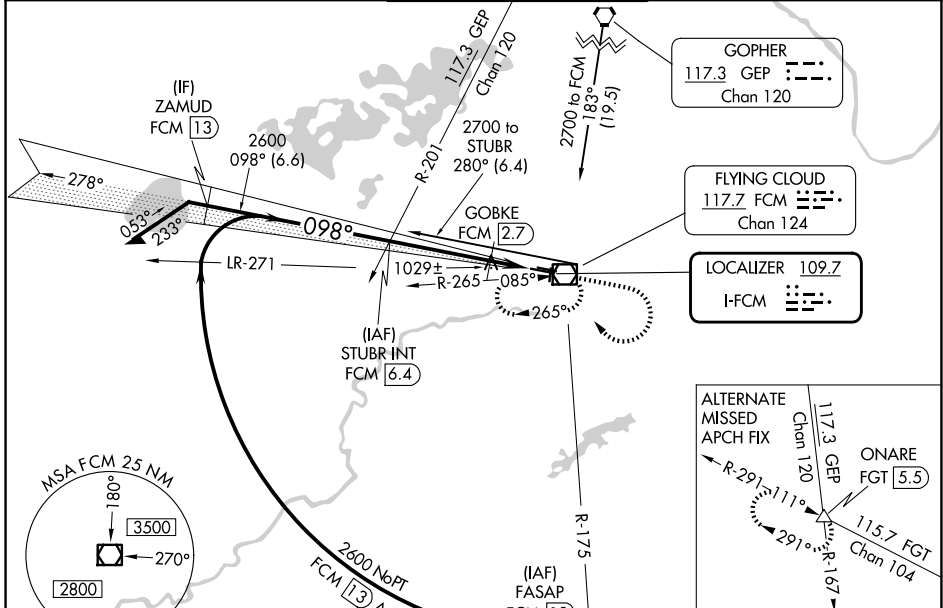 GOPHER
117.3 GEP
Chan 120
117.3 GEP
Chan 120
2700 to FCM
183°
(19.5)
(IF)
ZAMUD
FCM 13
2600
098° (6.6)
2700 to
STUBR
280° (6.4)
R-201
FLYING CLOUD
117.7 FCM
Chan 124
278°
GOBKE
FCM 2.7
053°
233°
098°
LR-271
1029±
R-265
085°
265°
LOCALIZER 109.7
I-FCM
(IAF)
STUBR INT
FCM 6.4
ALTERNATE
MISSED
APCH FIX
117.3 GEP
Chan 120
ONARE
FGT 5.5
R-291
111°
291°
115.7 FGT
Chan 104
R-167
MSA FCM 25 NM
180°
3500
270°
2800
2600 NoPT
FCM 13
R-175
(IAF)
FASAP